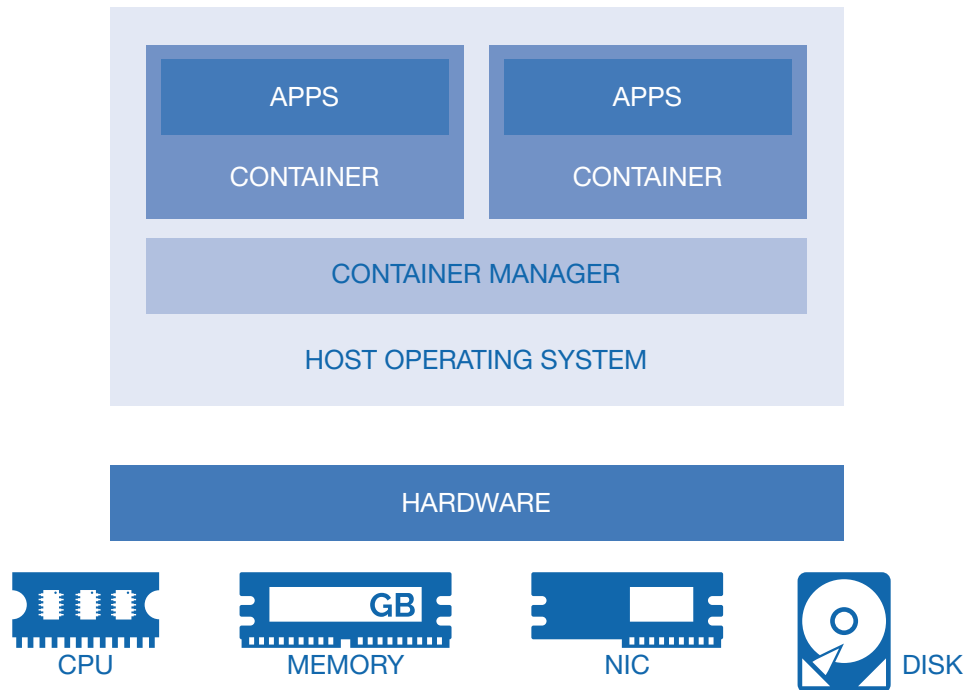 APPS
APPS
CONTAINER
CONTAINER
CONTAINER MANAGER
HOST OPERATING SYSTEM
HARDWARE
GB
CPU
MEMORY
NIC
DISK